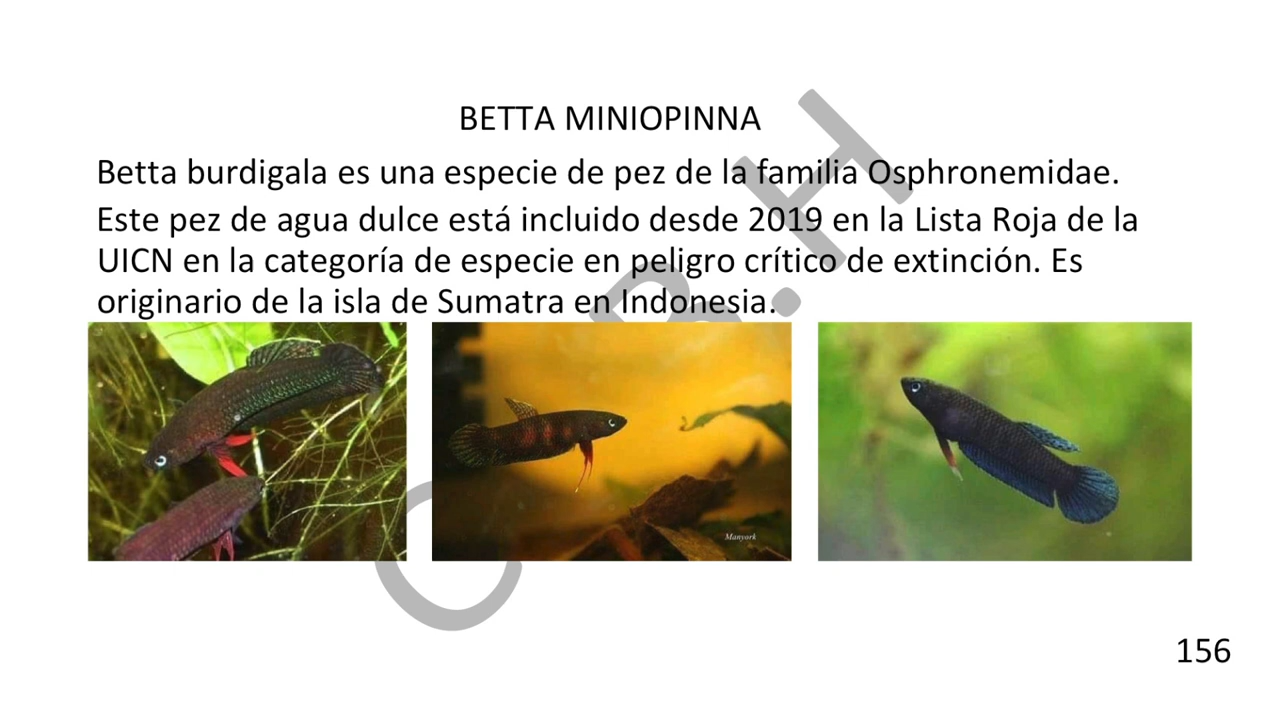 BETTA MINIOPINNA
Betta burdigala es una especie de pez de la familia Osphronemidae.
Este pez de agua dulce está incluido desde 2019 en la Lista Roja de la
UICN en la categoría de especie en peligro crítico de extinción. Es
originario de la isla de Sumatra en Indonesia.
Manyork
156